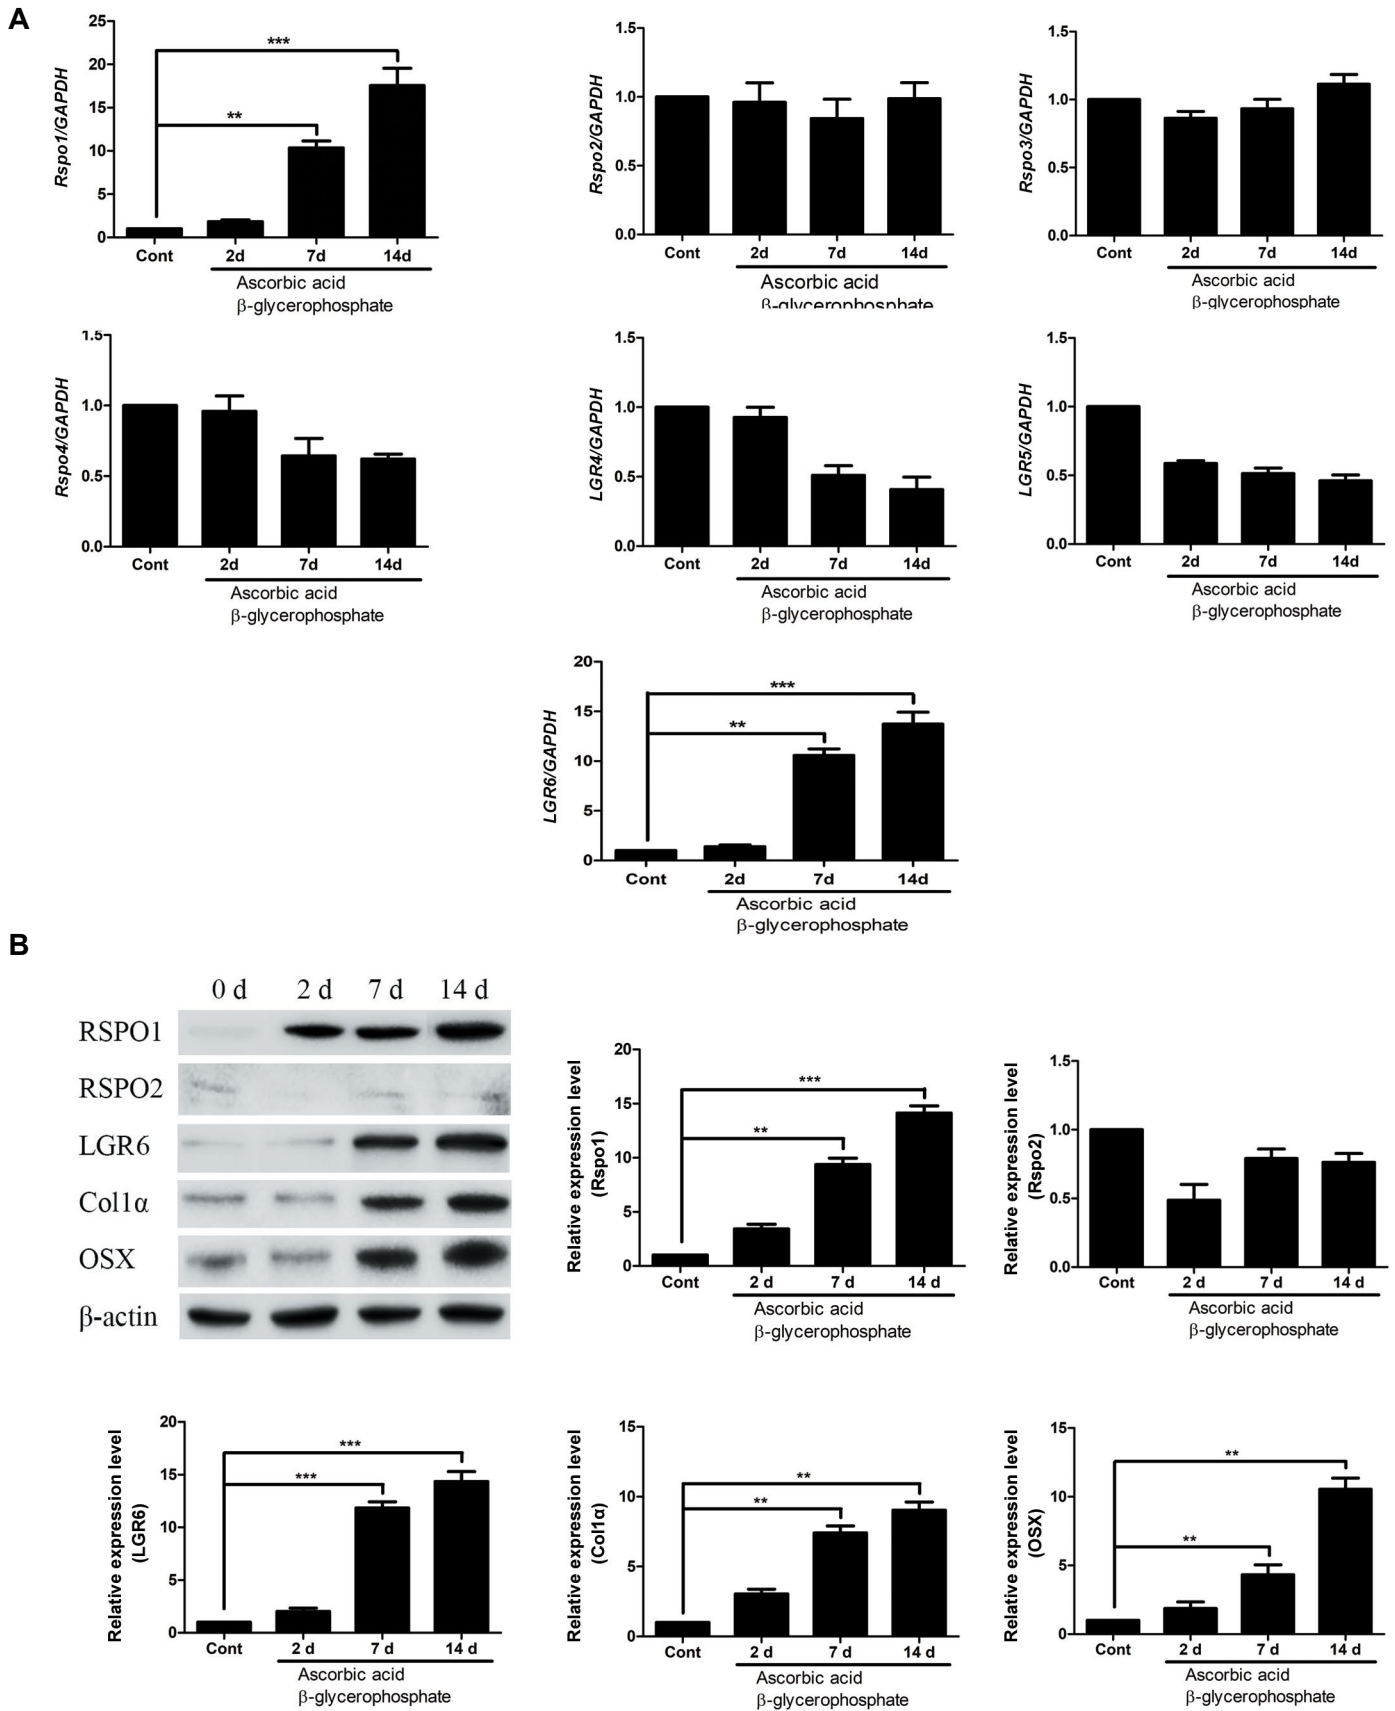 A
Rspo1/GAPDH
25
20
15
10
5
0
***
**
Cont 2d 7d 14d
Ascorbic acid
β-glycerophosphate
Rspo2/GAPDH
1.5
1.0
0.5
0.0
Cont 2d 7d 14d
Ascorbic acid
β-glycerophosphate
Rspo3/GAPDH
1.5
1.0
0.5
0.0
Cont 2d 7d 14d
Ascorbic acid
β-glycerophosphate
Rspo4/GAPDH
1.5
1.0
0.5
0.0
Cont 2d 7d 14d
Ascorbic acid
β-glycerophosphate
LGR4/GAPDH
1.5
1.0
0.5
0.0
Cont 2d 7d 14d
Ascorbic acid
β-glycerophosphate
LGR5/GAPDH
1.5
1.0
0.5
0.0
Cont 2d 7d 14d
Ascorbic acid
β-glycerophosphate
LGR6/GAPDH
20
15
10
5
0
***
**
Cont 2d 7d 14d
Ascorbic acid
β-glycerophosphate
B
0 d 2 d 7 d 14 d
RSPO1
RSPO2
LGR6
Col1α
OSX
β-actin
Relative expression level
(Rspo1)
20
15
10
5
0
***
**
Cont 2 d 7 d 14 d
Ascorbic acid
β-glycerophosphate
Relative expression level
(Rspo2)
1.5
1.0
0.5
0.0
Cont 2 d 7 d 14 d
Ascorbic acid
β-glycerophosphate
Relative expression level
(LGR6)
20
15
10
5
0
***
***
Cont 2 d 7 d 14 d
Ascorbic acid
β-glycerophosphate
Relative expression level
(Col1α)
15
10
5
0
**
**
Cont 2 d 7 d 14 d
Ascorbic acid
β-glycerophosphate
Relative expression level
(OSX)
15
10
5
0
**
**
Cont 2 d 7 d 14 d
Ascorbic acid
β-glycerophosphate